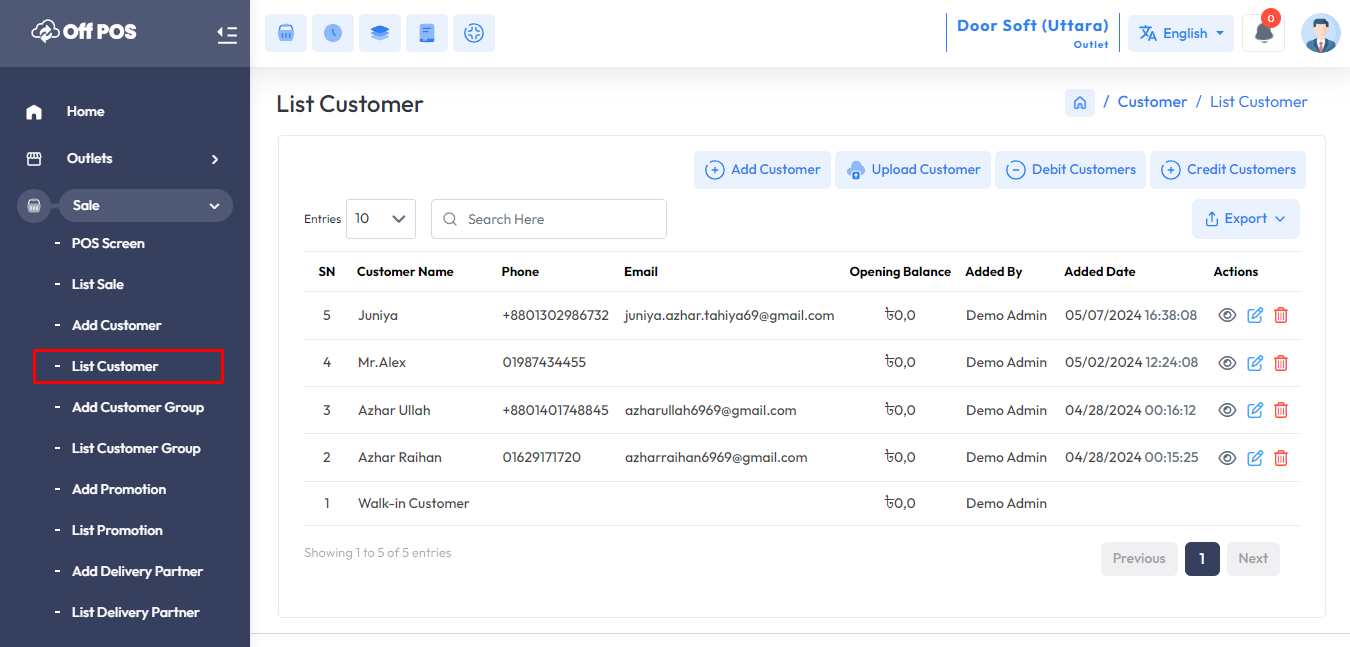 Off POS
Door Soft (Uttara)
Outlet
English
0
Home
Outlets
Sale
- POS Screen
- List Sale
- Add Customer
- List Customer
- Add Customer Group
- List Customer Group
- Add Promotion
- List Promotion
- Add Delivery Partner
- List Delivery Partner
List Customer
/ Customer / List Customer
Add Customer Upload Customer Debit Customers Credit Customers
Entries 10 Search Here Export
SN Customer Name Phone Email Opening Balance Added By Added Date Actions
5 Juniya +8801302986732 juniya.azhar.tahiya69@gmail.com ৳0,0 Demo Admin 05/07/2024 16:38:08
4 Mr.Alex 01987434455 ৳0,0 Demo Admin 05/02/2024 12:24:08
3 Azhar Ullah +8801401748845 azharullah6969@gmail.com ৳0,0 Demo Admin 04/28/2024 00:16:12
2 Azhar Raihan 01629171720 azharraihan6969@gmail.com ৳0,0 Demo Admin 04/28/2024 00:15:25
1 Walk-in Customer ৳0,0 Demo Admin
Showing 1 to 5 of 5 entries
Previous 1 Next